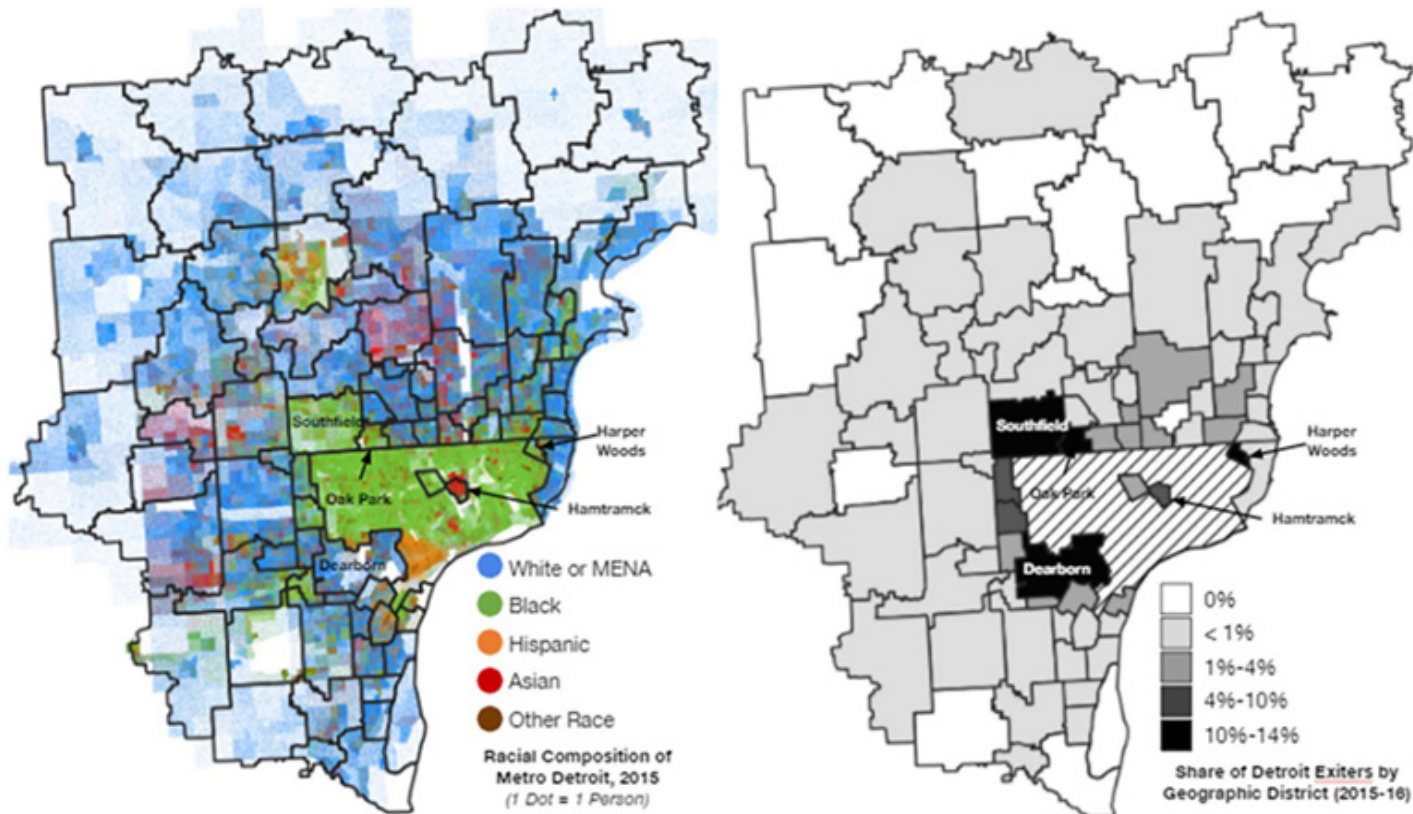 Southfield
Harper
Woods
Oak Park
Hamtramck
Dearborn
White or MENA
Black
Hispanic
Asian
Other Race
Racial Composition of
Metro Detroit, 2015
(1 Dot = 1 Person)
Southfield
Harper
Woods
Oak Park
Hamtramck
Dearborn
0%
< 1%
1%-4%
4%-10%
10%-14%
Share of Detroit Exiters by
Geographic District (2015-16)